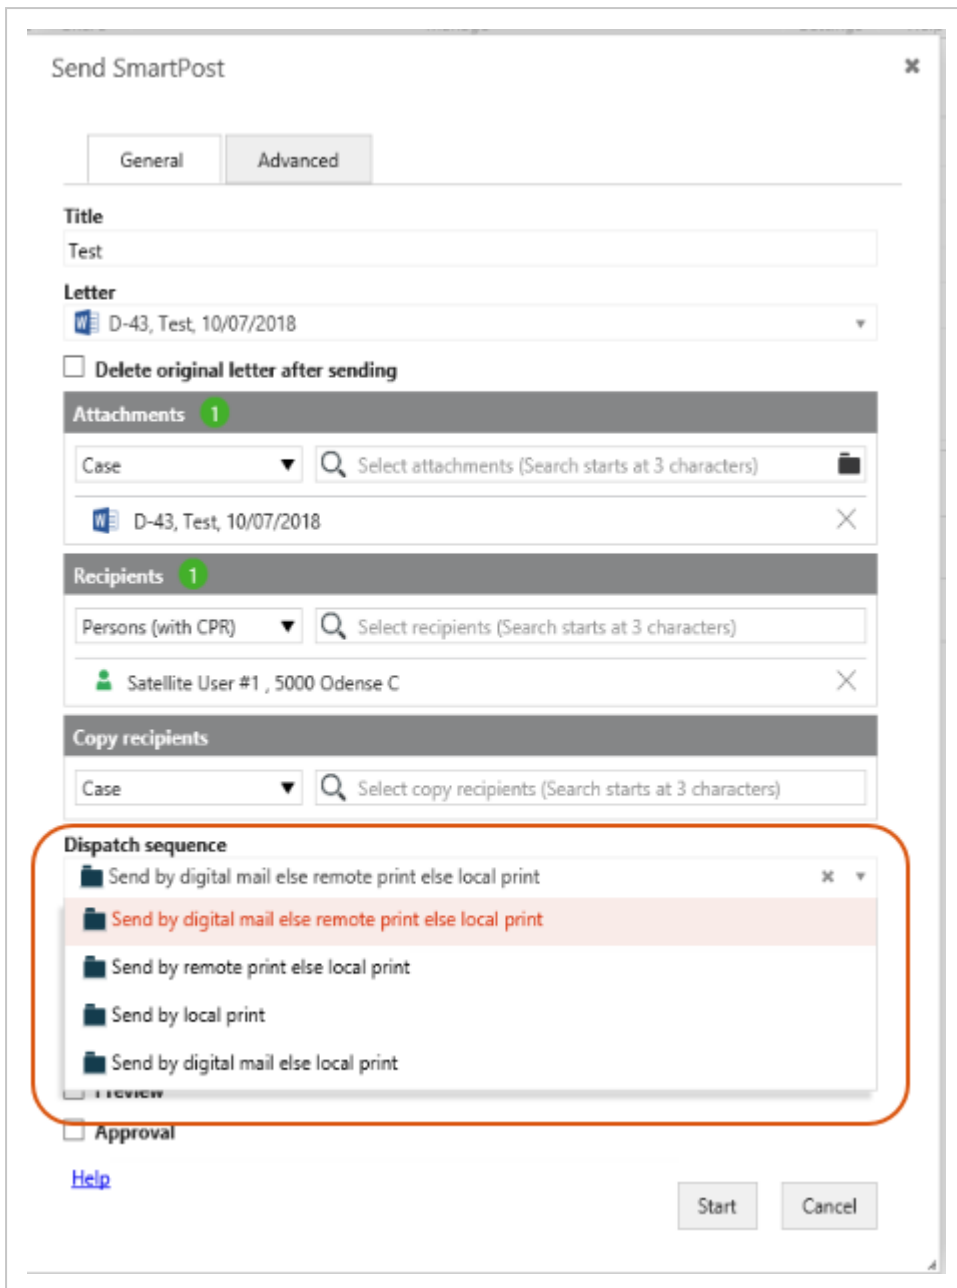 Send SmartPost
General
Advanced
Title
Test
Letter
D-43, Test, 10/07/2018
Delete original letter after sending
Attachments 1
Case
Select attachments (Search starts at 3 characters)
D-43, Test, 10/07/2018
Recipients 1
Persons (with CPR)
Select recipients (Search starts at 3 characters)
Satellite User #1 , 5000 Odense C
Copy recipients
Case
Select copy recipients (Search starts at 3 characters)
Dispatch sequence
Send by digital mail else remote print else local print
Send by digital mail else remote print else local print
Send by remote print else local print
Send by local print
Send by digital mail else local print
Preview
Approval
Help
Start
Cancel